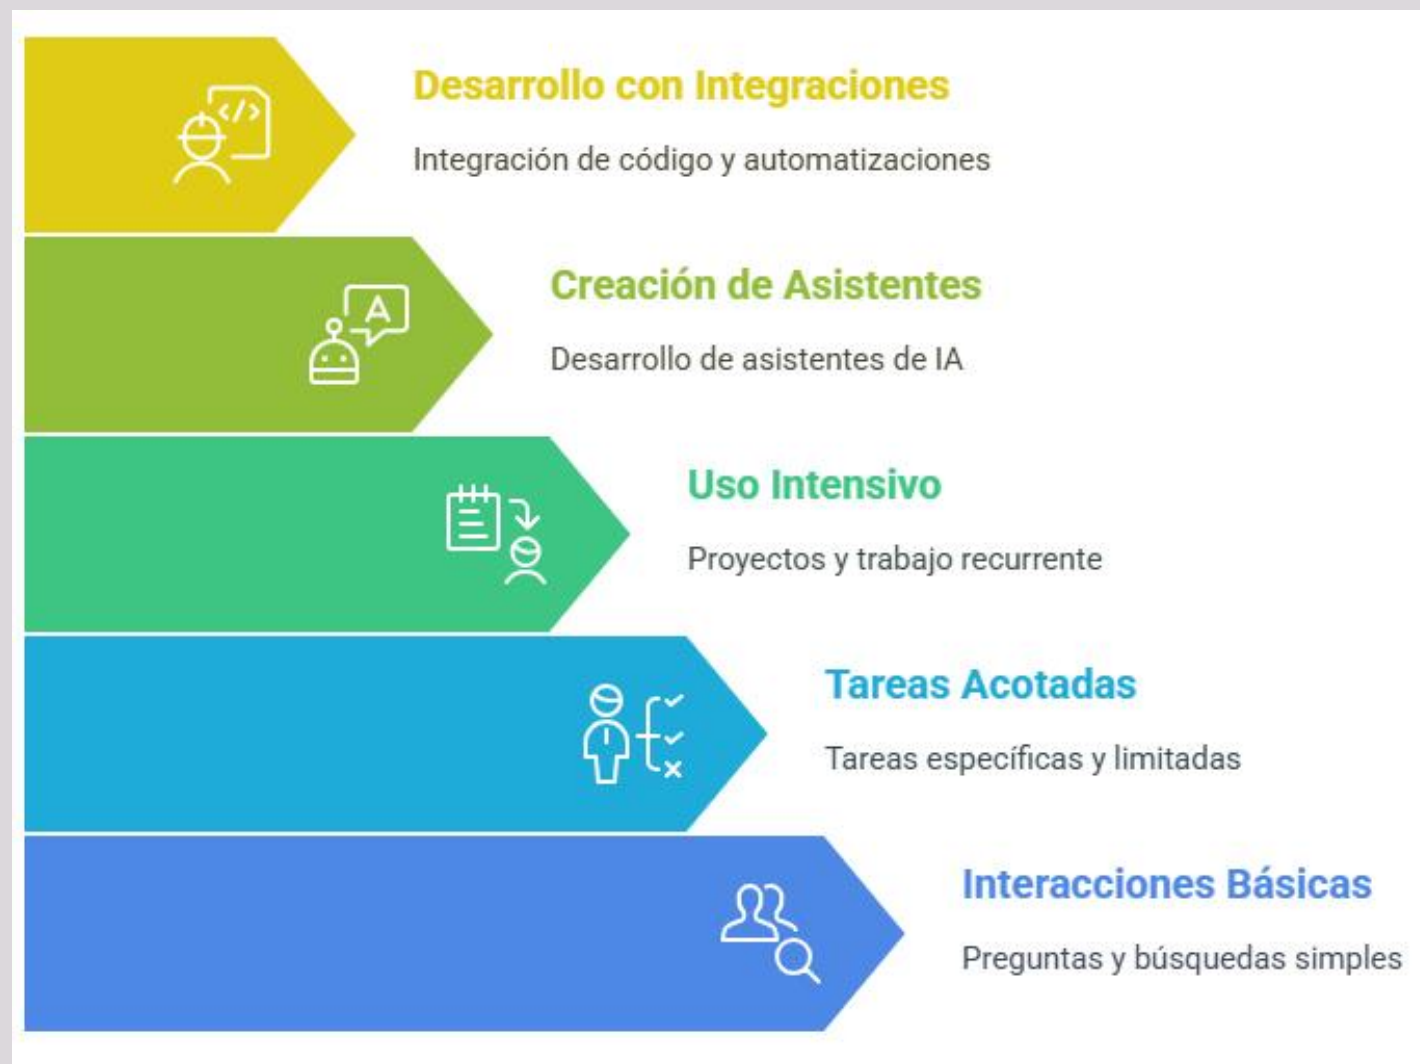 Desarrollo con Integraciones
Integración de código y automatizaciones
Creación de Asistentes
Desarrollo de asistentes de IA
Uso Intensivo
Proyectos y trabajo recurrente
Tareas Acotadas
Tareas específicas y limitadas
Interacciones Básicas
Preguntas y búsquedas simples